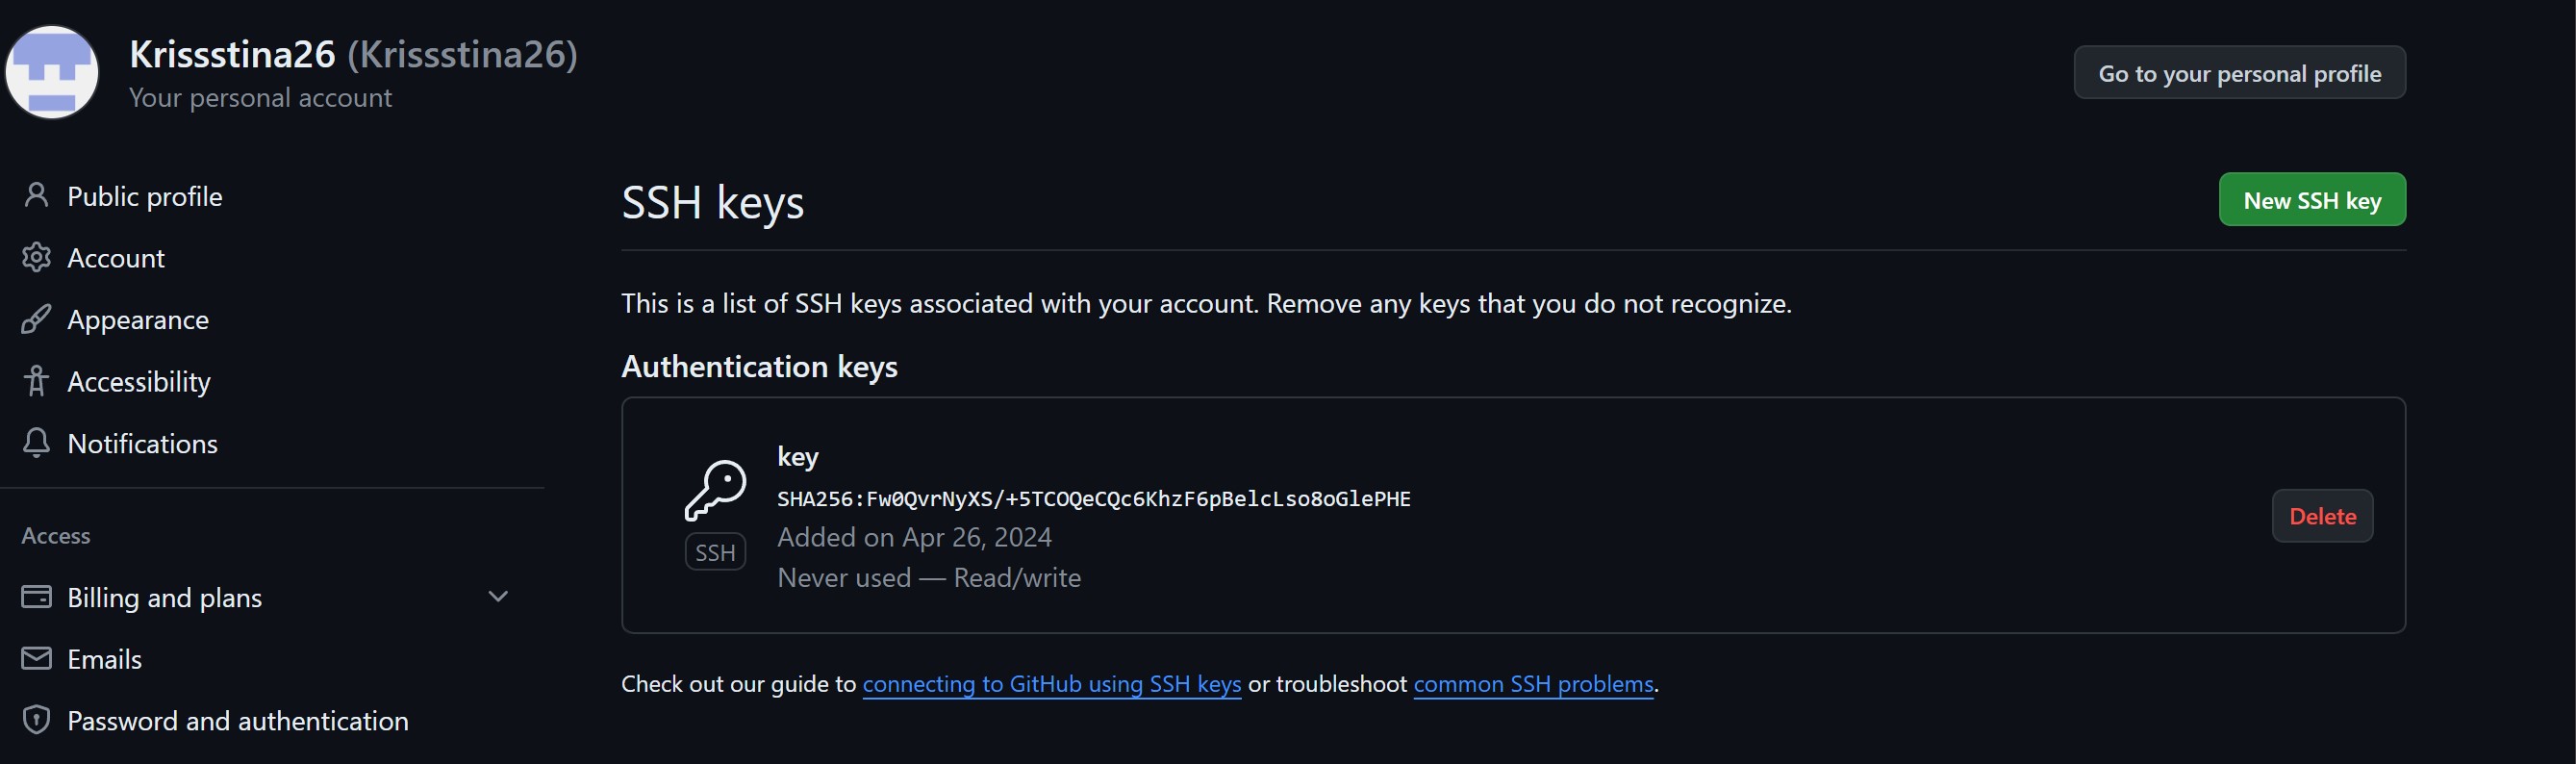 Krissstina26 (Krissstina26)
Your personal account
Go to your personal profile
Public profile
Account
Appearance
Accessibility
Notifications
Access
Billing and plans
Emails
Password and authentication
SSH keys
New SSH key
This is a list of SSH keys associated with your account. Remove any keys that you do not recognize.
Authentication keys
key
SHA256:Fw0QvrNyXS/+5TCOQeCQc6KhzF6pBelcLso8oGlePHE
SSH
Added on Apr 26, 2024
Never used — Read/write
Delete
Check out our guide to connecting to GitHub using SSH keys or troubleshoot common SSH problems.